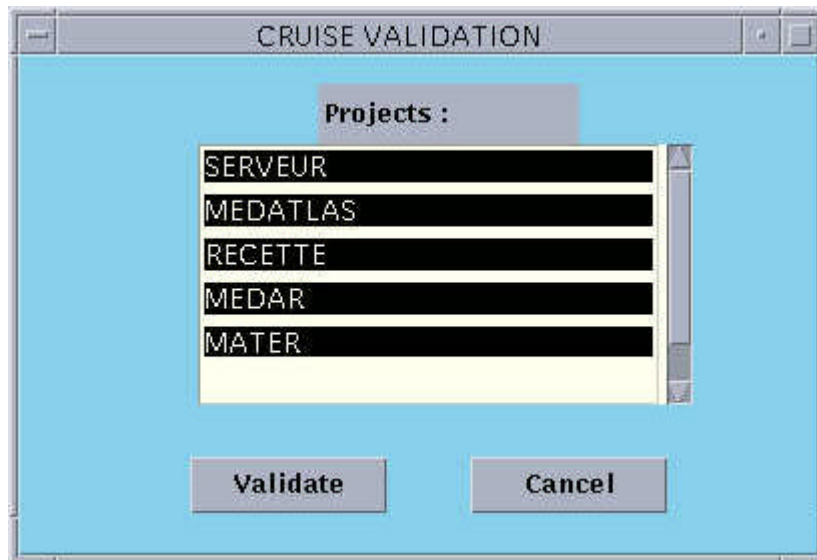 CRUISE VALIDATION
Projects :
SERVEUR
MEDATLAS
RECETTE
MEDAR
MATER
Validate Cancel